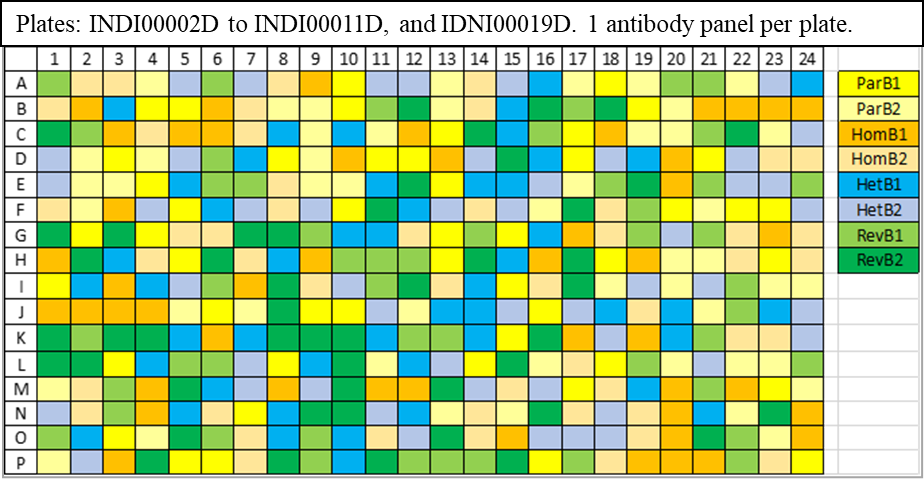 Plates: INDI00002D to INDI00011D, and IDNI00019D. 1 antibody panel per plate.
1 2 3 4 5 6 7 8 9 10 11 12 13 14 15 16 17 18 19 20 21 22 23 24
A ParB1
B ParB2
C HomB1
D HomB2
E HetB1
F HetB2
G RevB1
H RevB2
I
J
K
L
M
N
O
P